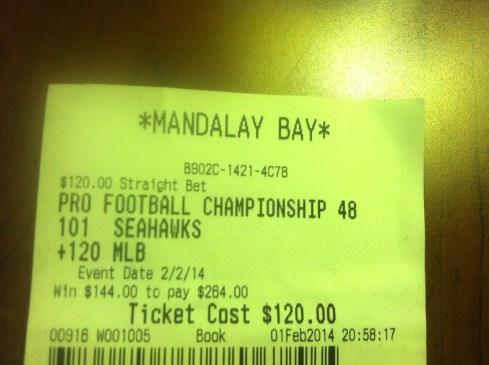 *MANDALAY BAY*
B902C-1421-4C78
$120.00 Straight Bet
PRO FOOTBALL CHAMPIONSHIP 48
101 SEAHAWKS
+120 MLB
Event Date 2/2/14
Win $144.00 to pay $264.00
Ticket Cost $120.00
00916 W001005 Book 01Feb2014 20:58:17